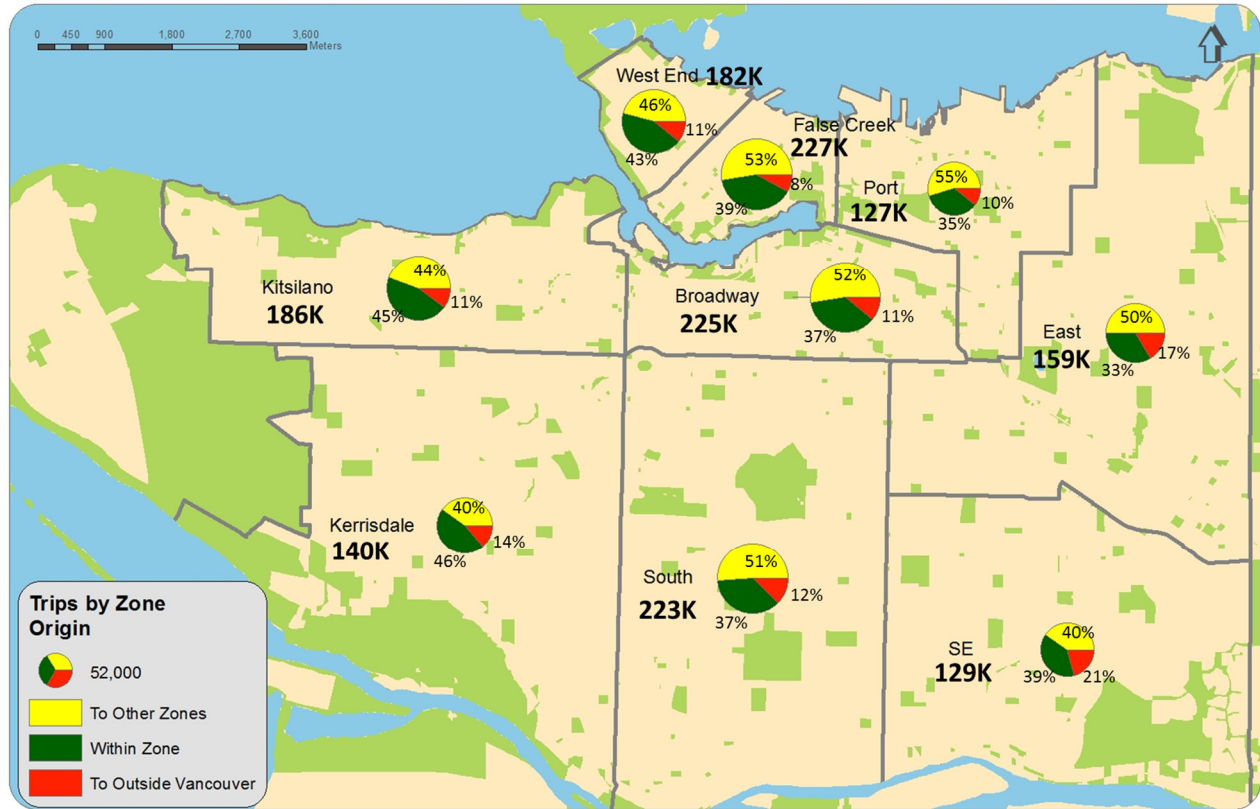 0 450 900 1,800 2,700 3,600
Meters
West End 182K
46%
11%
43%
False Creek
227K
53%
8%
39%
Port
127K
55%
10%
35%
Kitsilano
186K
44%
11%
45%
Broadway
225K
52%
11%
37%
East
159K
50%
17%
33%
Kerrisdale
140K
40%
14%
46%
South
223K
51%
12%
37%
SE
129K
40%
21%
39%
Trips by Zone
Origin
52,000
To Other Zones
Within Zone
To Outside Vancouver